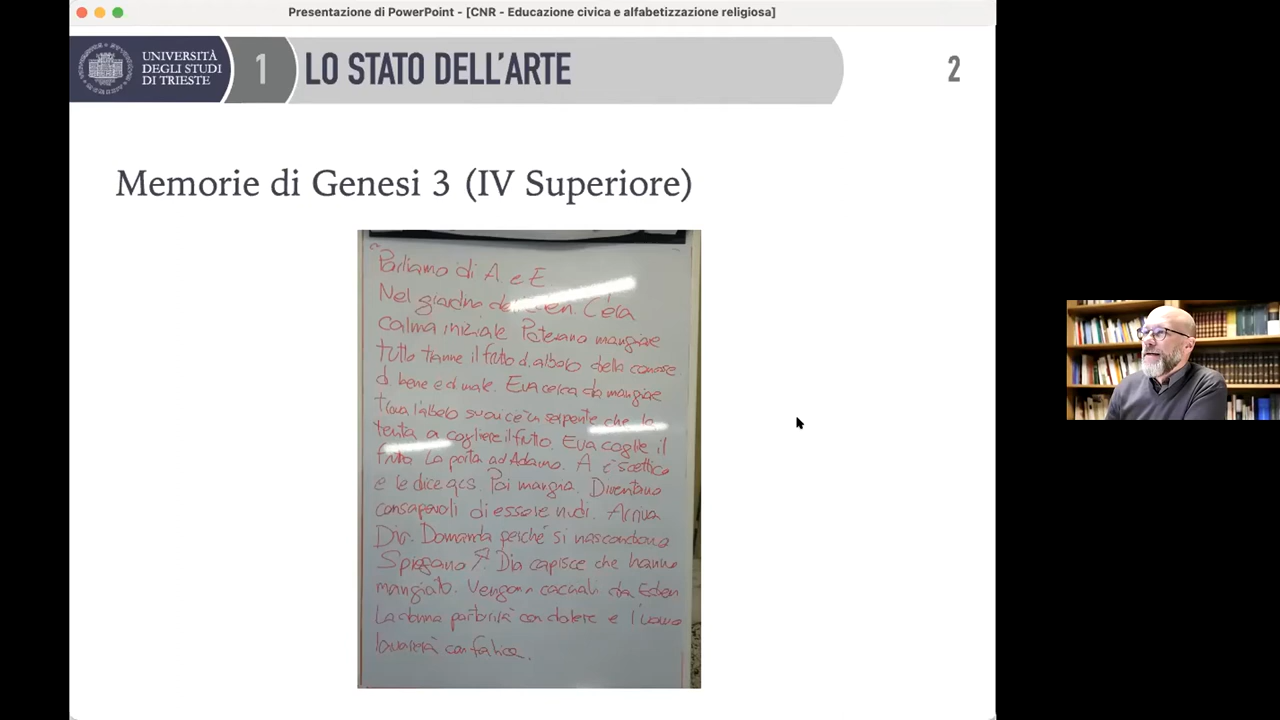 Presentazione di PowerPoint - [CNR - Educazione civica e alfabetizzazione religiosa]
UNIVERSITÀ
DEGLI STUDI
DI TRIESTE
1
LO STATO DELL'ARTE
2
Memorie di Genesi 3 (IV Superiore)
"Parliamo di A e E.
Nel giardino C'era
calma iniziale Potevano mangiare
tutto tranne il frutto d. albero della conosc
d bene e d male. Eva cerca da mangiare
trova l'albero su cui c'è un serpente che la
tenta a cogliere il frutto. Eva coglie il
frutto. Lo porta ad Adamo. A è scettico
e le dice qcs. Poi mangia. Diventano
consapevoli di essere nudi. Arriva
Dio. Domanda perché si nascondono
Spiegano Dio capisce che hanno
mangiato. Vengono cacciati da Eden
La donna partorirà con dolore e l'uomo
lavorerà con fatica.